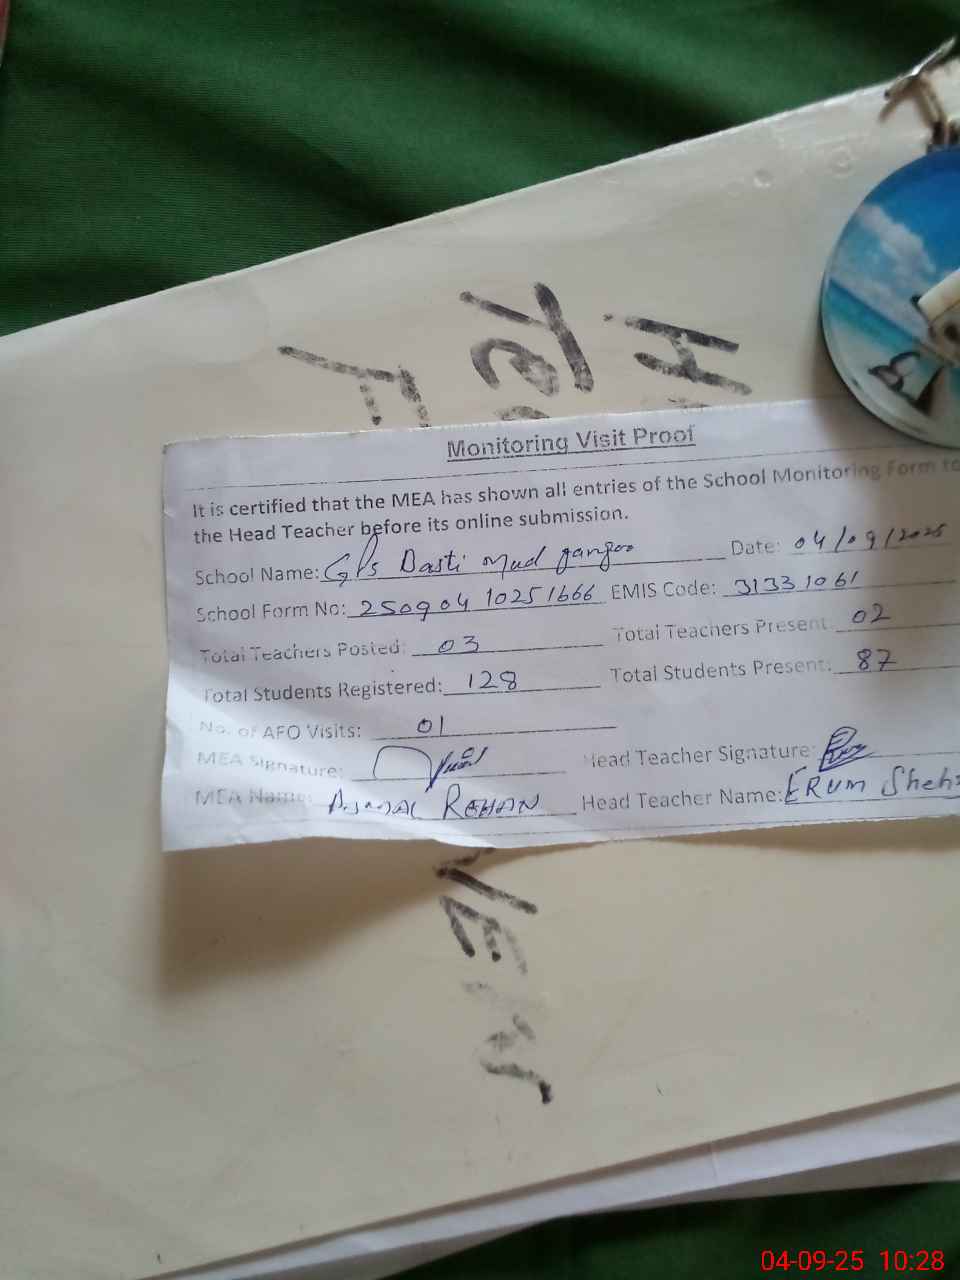 Monitoring Visit Proof
It is certified that the MEA has shown all entries of the School Monitoring Form to
the Head Teacher before its online submission.
School Name: GPs Basti Mud Date: 04/09/2025
School Form No: 250904 10251666 EMIS Code: 31331061
Total Teachers Posted: 03 Total Teachers Present: 02
Total Students Registered: 128 Total Students Present: 87
No. of AFO Visits: 01
MEA Signature: Head Teacher Signature:
MEA Name: AJMAL REHAN Head Teacher Name: ERUM
04-09-25 10:28